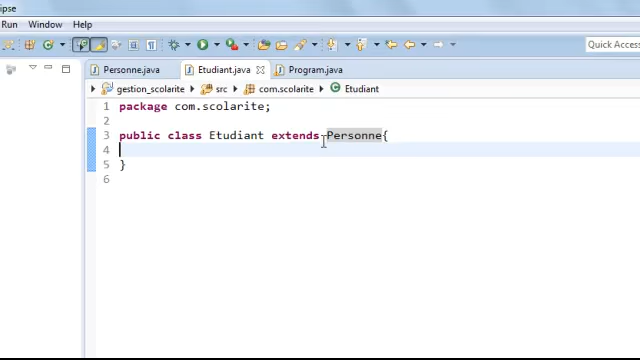 ipse
Run Window Help
Quick Access
Personne.java Etudiant.java Program.java
gestion_scolarite src com.scolarite Etudiant
1 package com.scolarite;
2
3 public class Etudiant extends Personne{
4
5 }
6